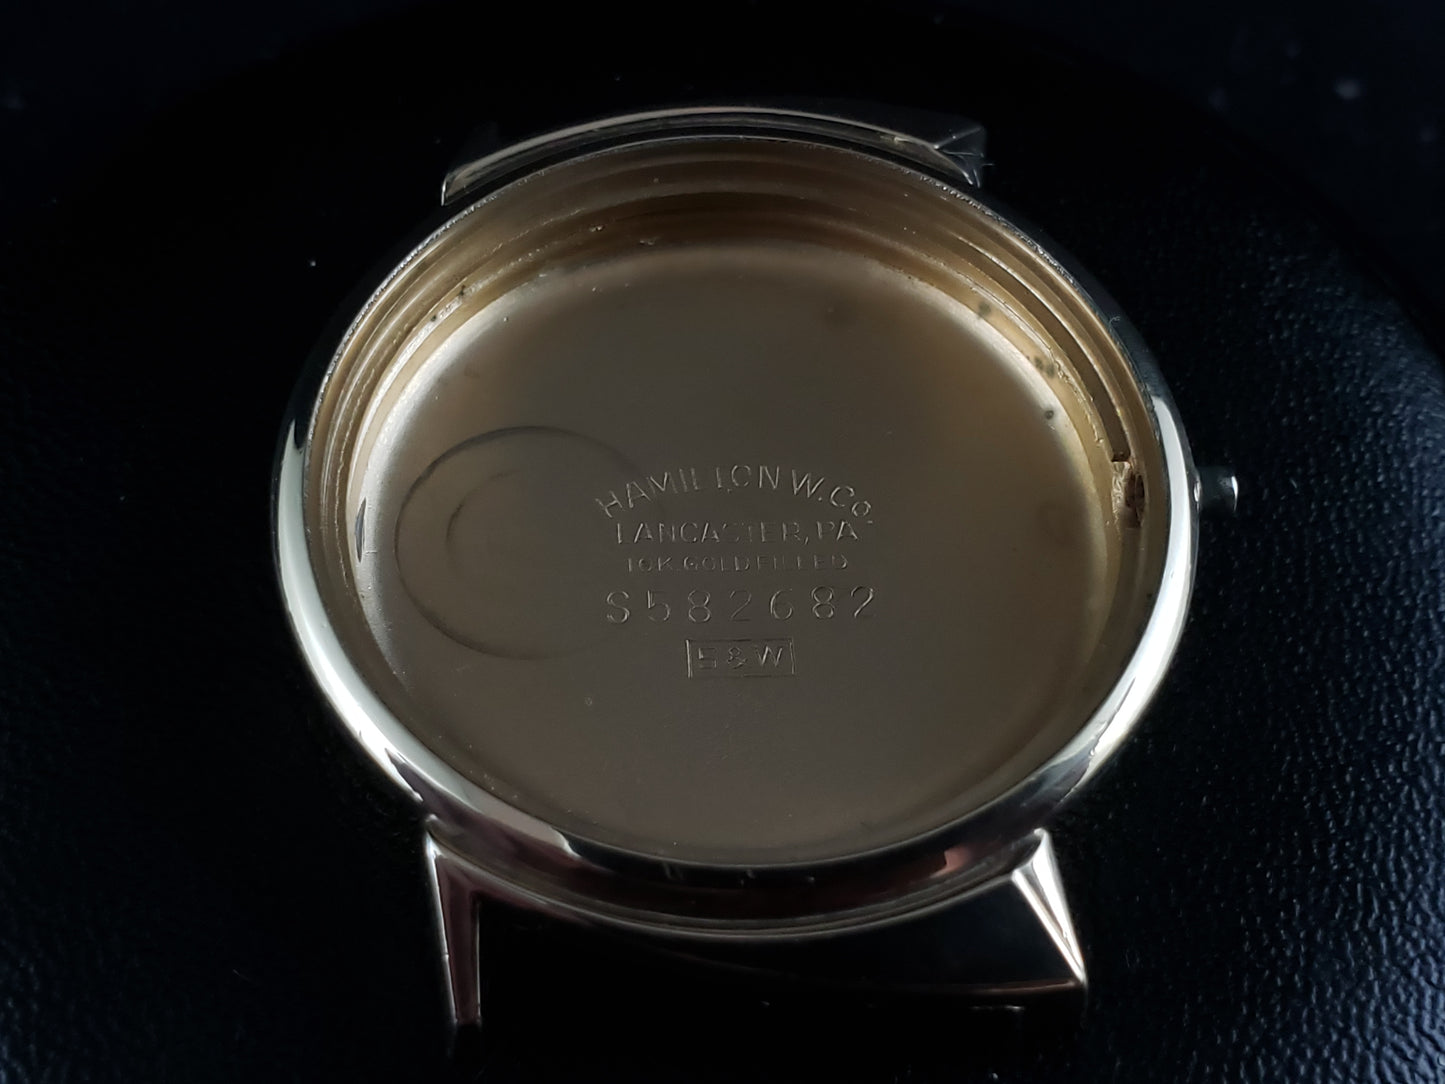 HAMILTON W. Co.
LANCASTER, PA
10K. GOLD FILLED
S582682
S & W